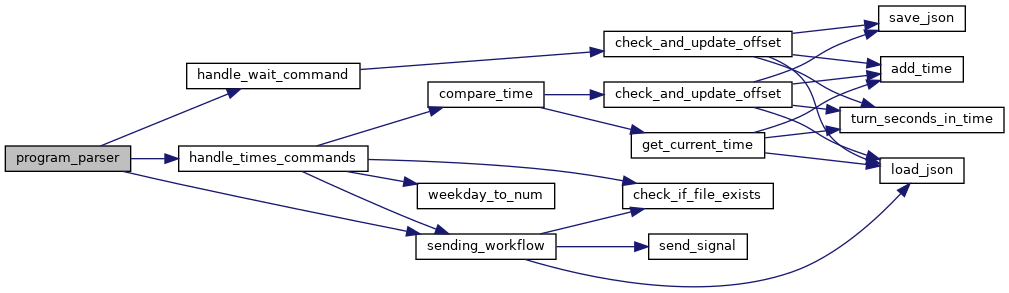 save_json
check_and_update_offset
add_time
handle_wait_command
compare_time
check_and_update_offset
turn_seconds_in_time
get_current_time
program_parser
handle_times_commands
load_json
weekday_to_num
check_if_file_exists
sending_workflow
send_signal